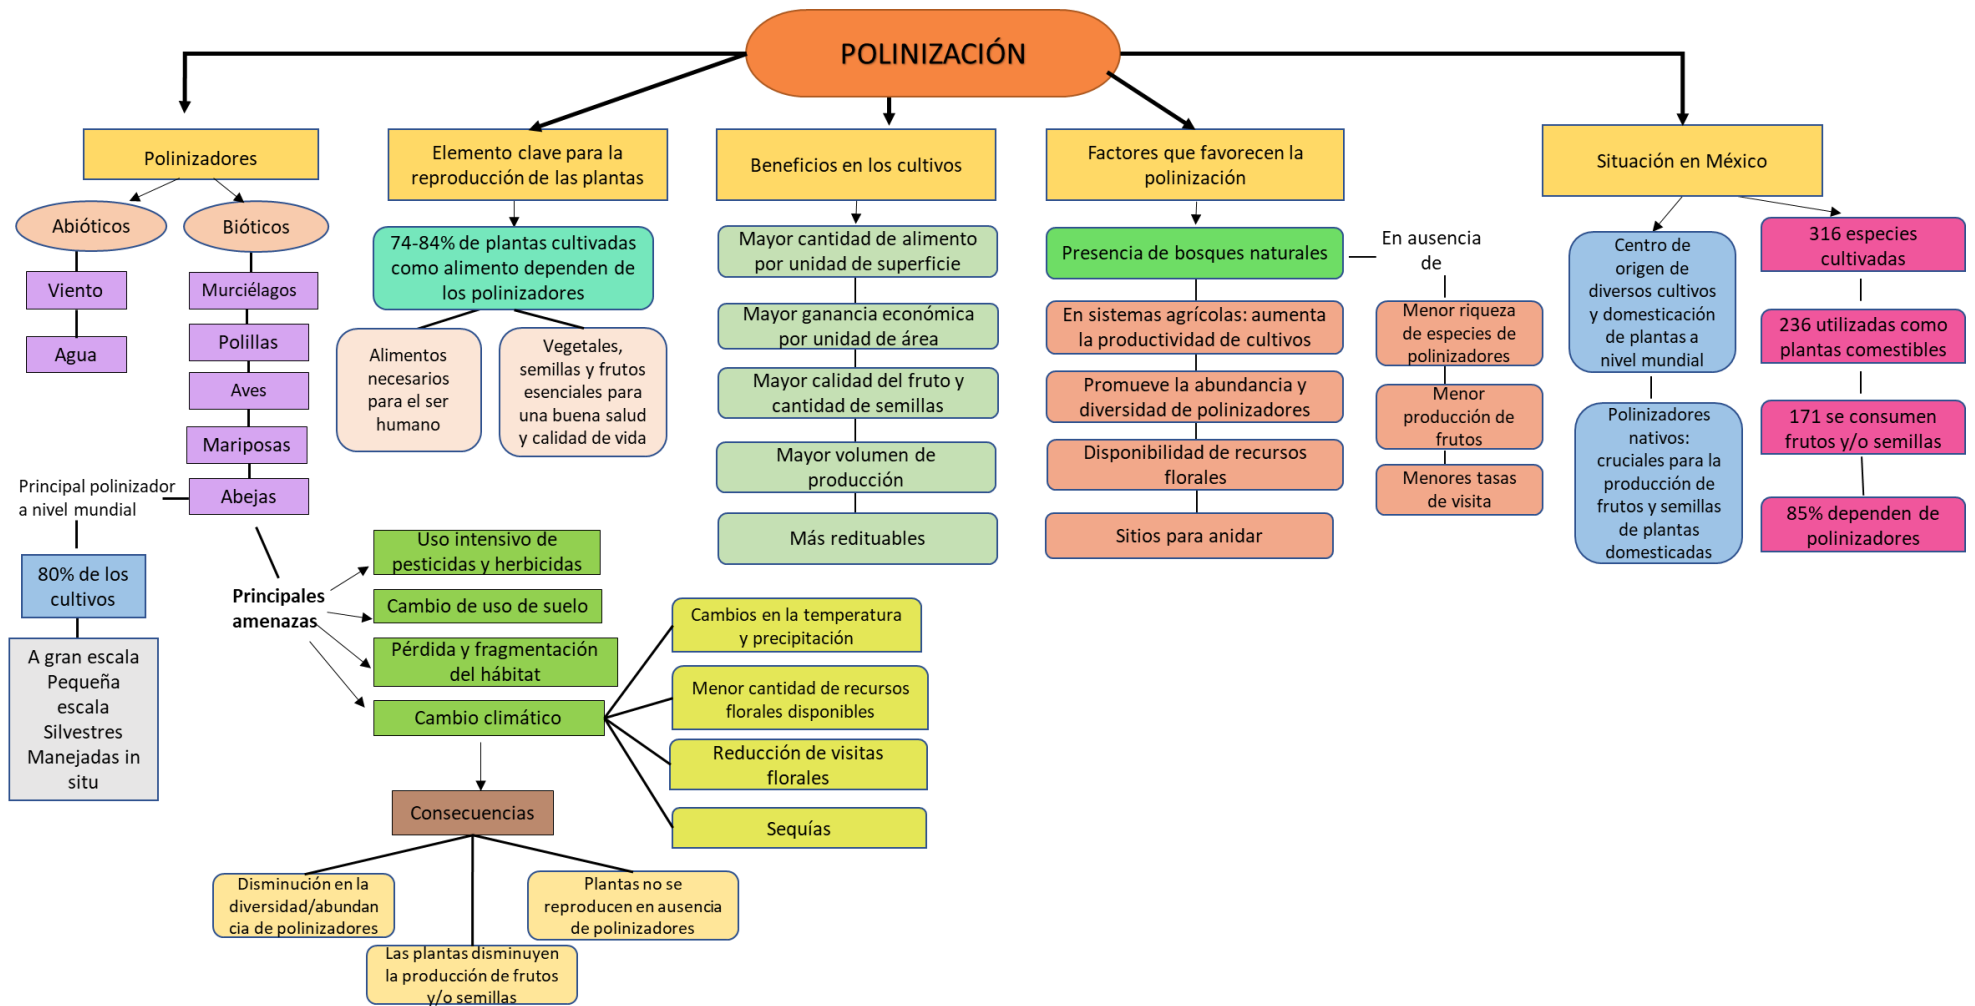 POLINIZACIÓN
Polinizadores
Abióticos
Bióticos
Viento
Agua
Murciélagos
Polillas
Aves
Mariposas
Abejas
Principal polinizador
a nivel mundial
80% de los
cultivos
A gran escala
Pequeña
escala
Silvestres
Manejadas in
situ
Principales
amenazas
Uso intensivo de
pesticidas y herbicidas
Cambio de uso de suelo
Pérdida y fragmentación
del hábitat
Cambio climático
Cambios en la temperatura
y precipitación
Menor cantidad de recursos
florales disponibles
Reducción de visitas
florales
Sequías
Consecuencias
Disminución en la
diversidad/abundan
cia de polinizadores
Las plantas disminuyen
la producción de frutos
y/o semillas
Plantas no se
reproducen en ausencia
de polinizadores
Elemento clave para la
reproducción de las plantas
74-84% de plantas cultivadas
como alimento dependen de
los polinizadores
Alimentos
necesarios
para el ser
humano
Vegetales,
semillas y frutos
esenciales para
una buena salud
y calidad de vida
Beneficios en los cultivos
Mayor cantidad de alimento
por unidad de superficie
Mayor ganancia económica
por unidad de área
Mayor calidad del fruto y
cantidad de semillas
Mayor volumen de
producción
Más redituables
Factores que favorecen la
polinización
Presencia de bosques naturales
En sistemas agrícolas: aumenta
la productividad de cultivos
Promueve la abundancia y
diversidad de polinizadores
Disponibilidad de recursos
florales
Sitios para anidar
En ausencia
de
Menor riqueza
de especies de
polinizadores
Menor
producción de
frutos
Menores tasas
de visita
Situación en México
Centro de
origen de
diversos cultivos
y domesticación
de plantas a
nivel mundial
Polinizadores
nativos:
cruciales para la
producción de
frutos y semillas
de plantas
domesticadas
316 especies
cultivadas
236 utilizadas como
plantas comestibles
171 se consumen
frutos y/o semillas
85% dependen de
polinizadores